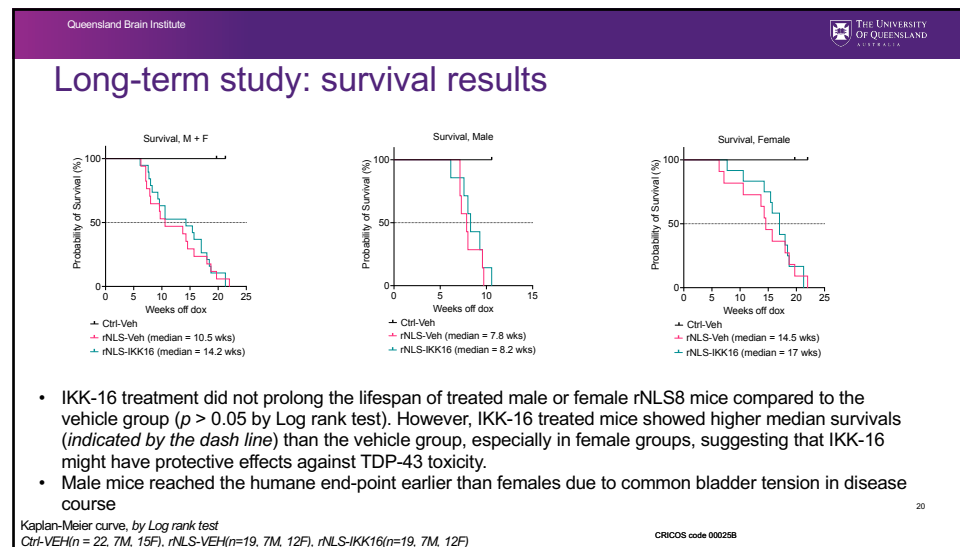 Queensland Brain Institute
THE UNIVERSITY
OF QUEENSLAND
AUSTRALIA
Long-term study: survival results
Survival, M + F
Probability of Survival (%)
100
50
0
0 5 10 15 20 25
Weeks off dox
Ctrl-Veh
rNLS-Veh (median = 10.5 wks)
rNLS-IKK16 (median = 14.2 wks)
Survival, Male
Probability of Survival (%)
100
50
0
0 5 10 15
Weeks off dox
Ctrl-Veh
rNLS-Veh (median = 7.8 wks)
rNLS-IKK16 (median = 8.2 wks)
Survival, Female
Probability of Survival (%)
100
50
0
0 5 10 15 20 25
Weeks off dox
Ctrl-Veh
rNLS-Veh (median = 14.5 wks)
rNLS-IKK16 (median = 17 wks)
• IKK-16 treatment did not prolong the lifespan of treated male or female rNLS8 mice compared to the
vehicle group (p > 0.05 by Log rank test). However, IKK-16 treated mice showed higher median survivals
(indicated by the dash line) than the vehicle group, especially in female groups, suggesting that IKK-16
might have protective effects against TDP-43 toxicity.
• Male mice reached the humane end-point earlier than females due to common bladder tension in disease
course
20
Kaplan-Meier curve, by Log rank test
Ctrl-VEH(n = 22, 7M, 15F), rNLS-VEH(n=19, 7M, 12F), rNLS-IKK16(n=19, 7M, 12F)
CRICOS code 00025B